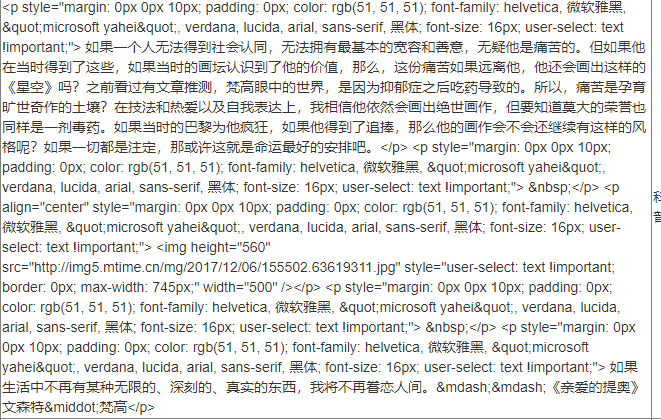 <p style="margin: 0px 0px 10px; padding: 0px; color: rgb(51, 51, 51); font-family: helvetica, 微软雅黑,
&quot;microsoft yahei&quot;, verdana, lucida, arial, sans-serif, 黑体; font-size: 16px; user-select: text
!important;"> 如果一个人无法得到社会认同，无法拥有最基本的宽容和善意，无疑他是痛苦的。但如果他
在当时得到了这些，如果当时的画坛认识到了他的价值，那么，这份痛苦如果远离他，他还会画出这样的
《星空》吗？之前看过有文章推测，梵高眼中的世界，是因为抑郁症之后吃药导致的。所以，痛苦是孕育
旷世奇作的土壤？在技法和热爱以及自我表达上，我相信他依然会画出绝世画作，但要知道莫大的荣誉也
同样是一剂毒药。如果当时的巴黎为他疯狂，如果他得到了追捧，那么他的画作会不会还继续有这样的风
格呢？如果一切都是注定，那或许这就是命运最好的安排吧。</p> <p style="margin: 0px 0px 10px;
padding: 0px; color: rgb(51, 51, 51); font-family: helvetica, 微软雅黑, &quot;microsoft yahei&quot;,
verdana, lucida, arial, sans-serif, 黑体; font-size: 16px; user-select: text !important;"> &nbsp;</p> <p
align="center" style="margin: 0px 0px 10px; padding: 0px; color: rgb(51, 51, 51); font-family: helvetica,
微软雅黑, &quot;microsoft yahei&quot;, verdana, lucida, arial, sans-serif, 黑体; font-size: 16px; user-
select: text !important;"> <img height="560"
src="http://img5.mtime.cn/mg/2017/12/06/155502.63619311.jpg" style="user-select: text !important;
border: 0px; max-width: 745px;" width="500" /></p> <p style="margin: 0px 0px 10px; padding: 0px;
color: rgb(51, 51, 51); font-family: helvetica, 微软雅黑, &quot;microsoft yahei&quot;, verdana, lucida,
arial, sans-serif, 黑体; font-size: 16px; user-select: text !important;"> &nbsp;</p> <p style="margin: 0px
0px 10px; padding: 0px; color: rgb(51, 51, 51); font-family: helvetica, 微软雅黑, &quot;microsoft
yahei&quot;, verdana, lucida, arial, sans-serif, 黑体; font-size: 16px; user-select: text !important;"> 如果
生活中不再有某种无限的、深刻的、真实的东西，我将不再眷恋人间。&mdash;&mdash;《亲爱的提奥》
文森特&middot;梵高</p>